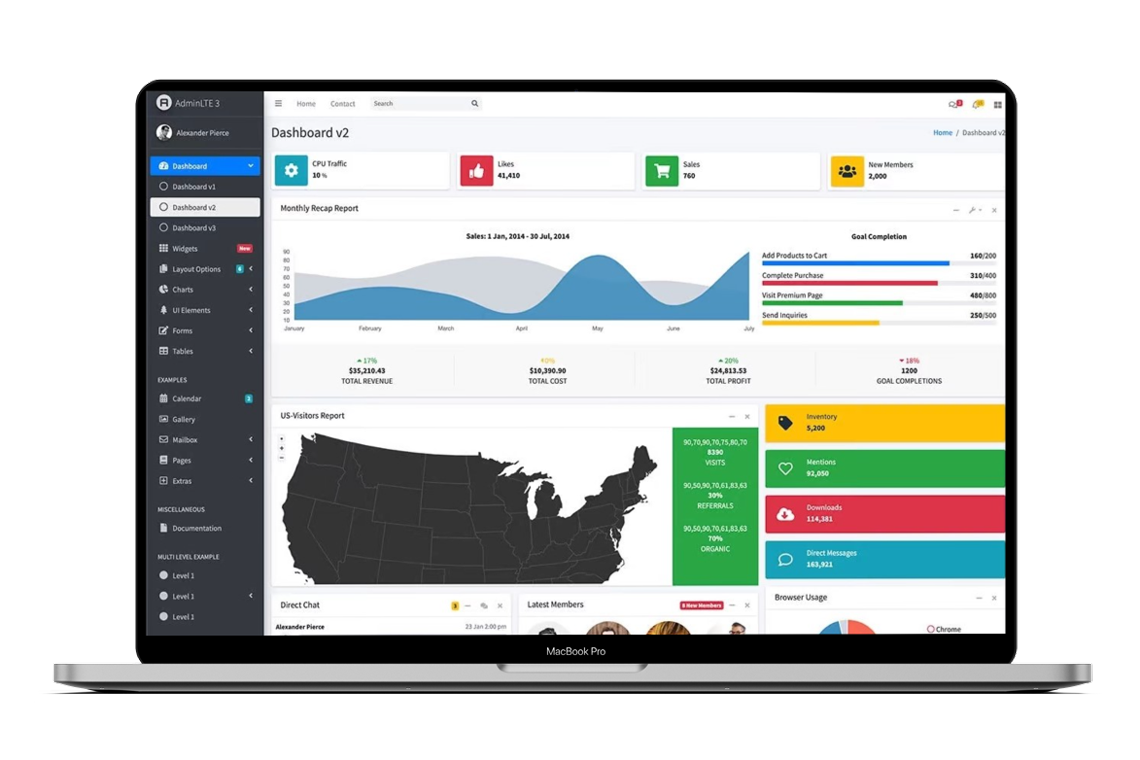 AdminLTE 3
Alexander Pierce
Dashboard
Dashboard v1
Dashboard v2
Dashboard v3
Widgets New
Layout Options 6
Charts
UI Elements
Forms
Tables
EXAMPLES
Calendar 2
Gallery
Mailbox
Pages
Extras
MISCELLANEOUS
Documentation
MULTI LEVEL EXAMPLE
Level 1
Level 1
Level 1
Home Contact Search
Dashboard v2
Home / Dashboard v2
CPU Traffic
10 %
Likes
41,410
Sales
760
New Members
2,000
Monthly Recap Report
Sales: 1 Jan, 2014 - 30 Jul, 2014
90
80
70
60
50
40
30
20
10
January February March April May June July
Goal Completion
Add Products to Cart 160/200
Complete Purchase 310/400
Visit Premium Page 480/800
Send Inquiries 250/500
17%
$35,210.43
TOTAL REVENUE
0%
$10,390.90
TOTAL COST
20%
$24,813.53
TOTAL PROFIT
18%
1200
GOAL COMPLETIONS
US-Visitors Report
90,70,90,70,75,80,70
8390
VISITS
90,50,90,70,61,83,63
30%
REFERRALS
90,50,90,70,61,83,63
70%
ORGANIC
Inventory
5,200
Mentions
92,050
Downloads
114,381
Direct Messages
163,921
Direct Chat 3
Alexander Pierce 23 Jan 2:00 pm
Latest Members 8 New Members
Browser Usage
Chrome
MacBook Pro